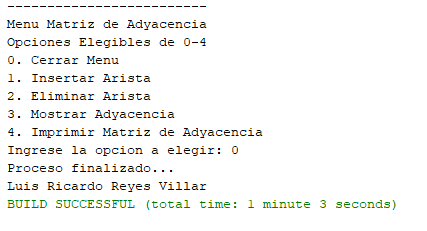 -------------------------
Menu Matriz de Adyacencia
Opciones Elegibles de 0-4
0. Cerrar Menu
1. Insertar Arista
2. Eliminar Arista
3. Mostrar Adyacencia
4. Imprimir Matriz de Adyacencia
Ingrese la opcion a elegir: 0
Proceso finalizado...
Luis Ricardo Reyes Villar
BUILD SUCCESSFUL (total time: 1 minute 3 seconds)